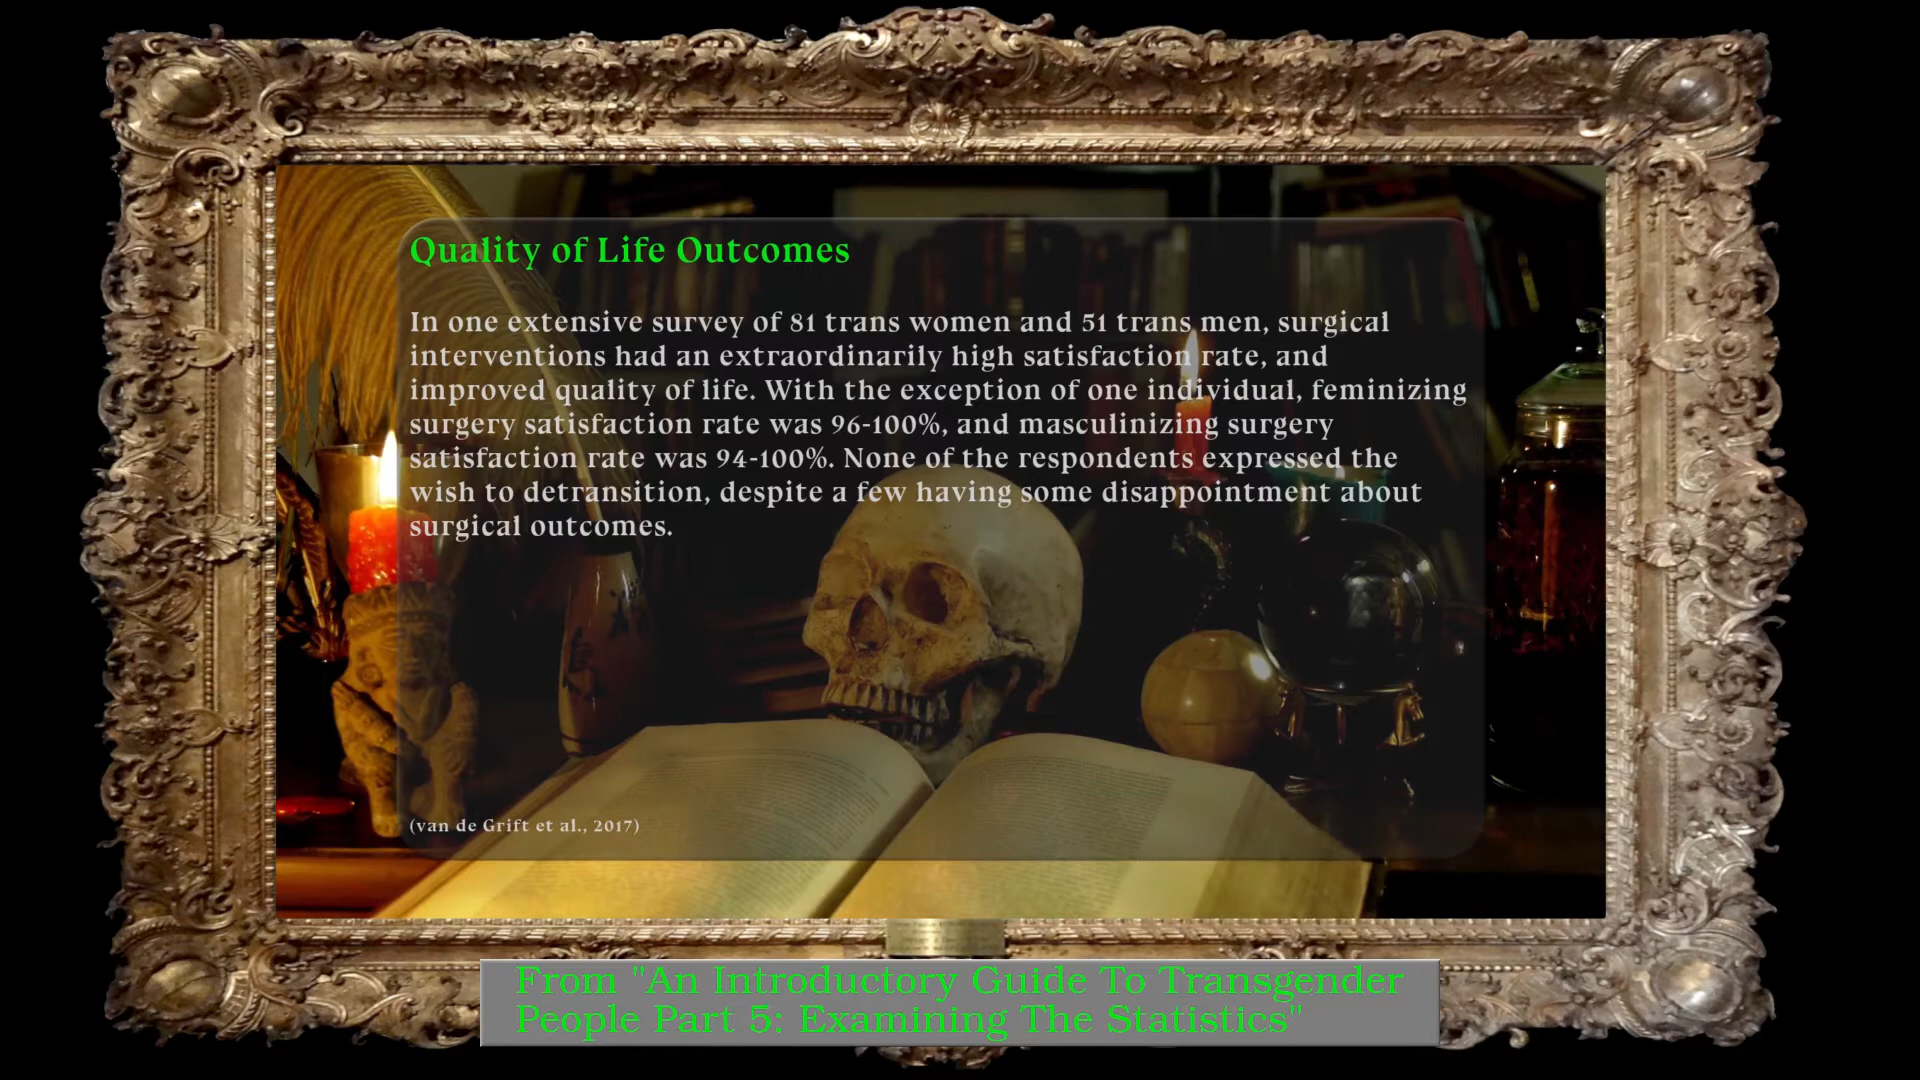 Quality of Life Outcomes
In one extensive survey of 81 trans women and 51 trans men, surgical
interventions had an extraordinarily high satisfaction rate, and
improved quality of life. With the exception of one individual, feminizing
surgery satisfaction rate was 96-100%, and masculinizing surgery
satisfaction rate was 94-100%. None of the respondents expressed the
wish to detransition, despite a few having some disappointment about
surgical outcomes.
(van de Grift et al., 2017)
From "An Introductory Guide To Transgender
People Part 5: Examining The Statistics"